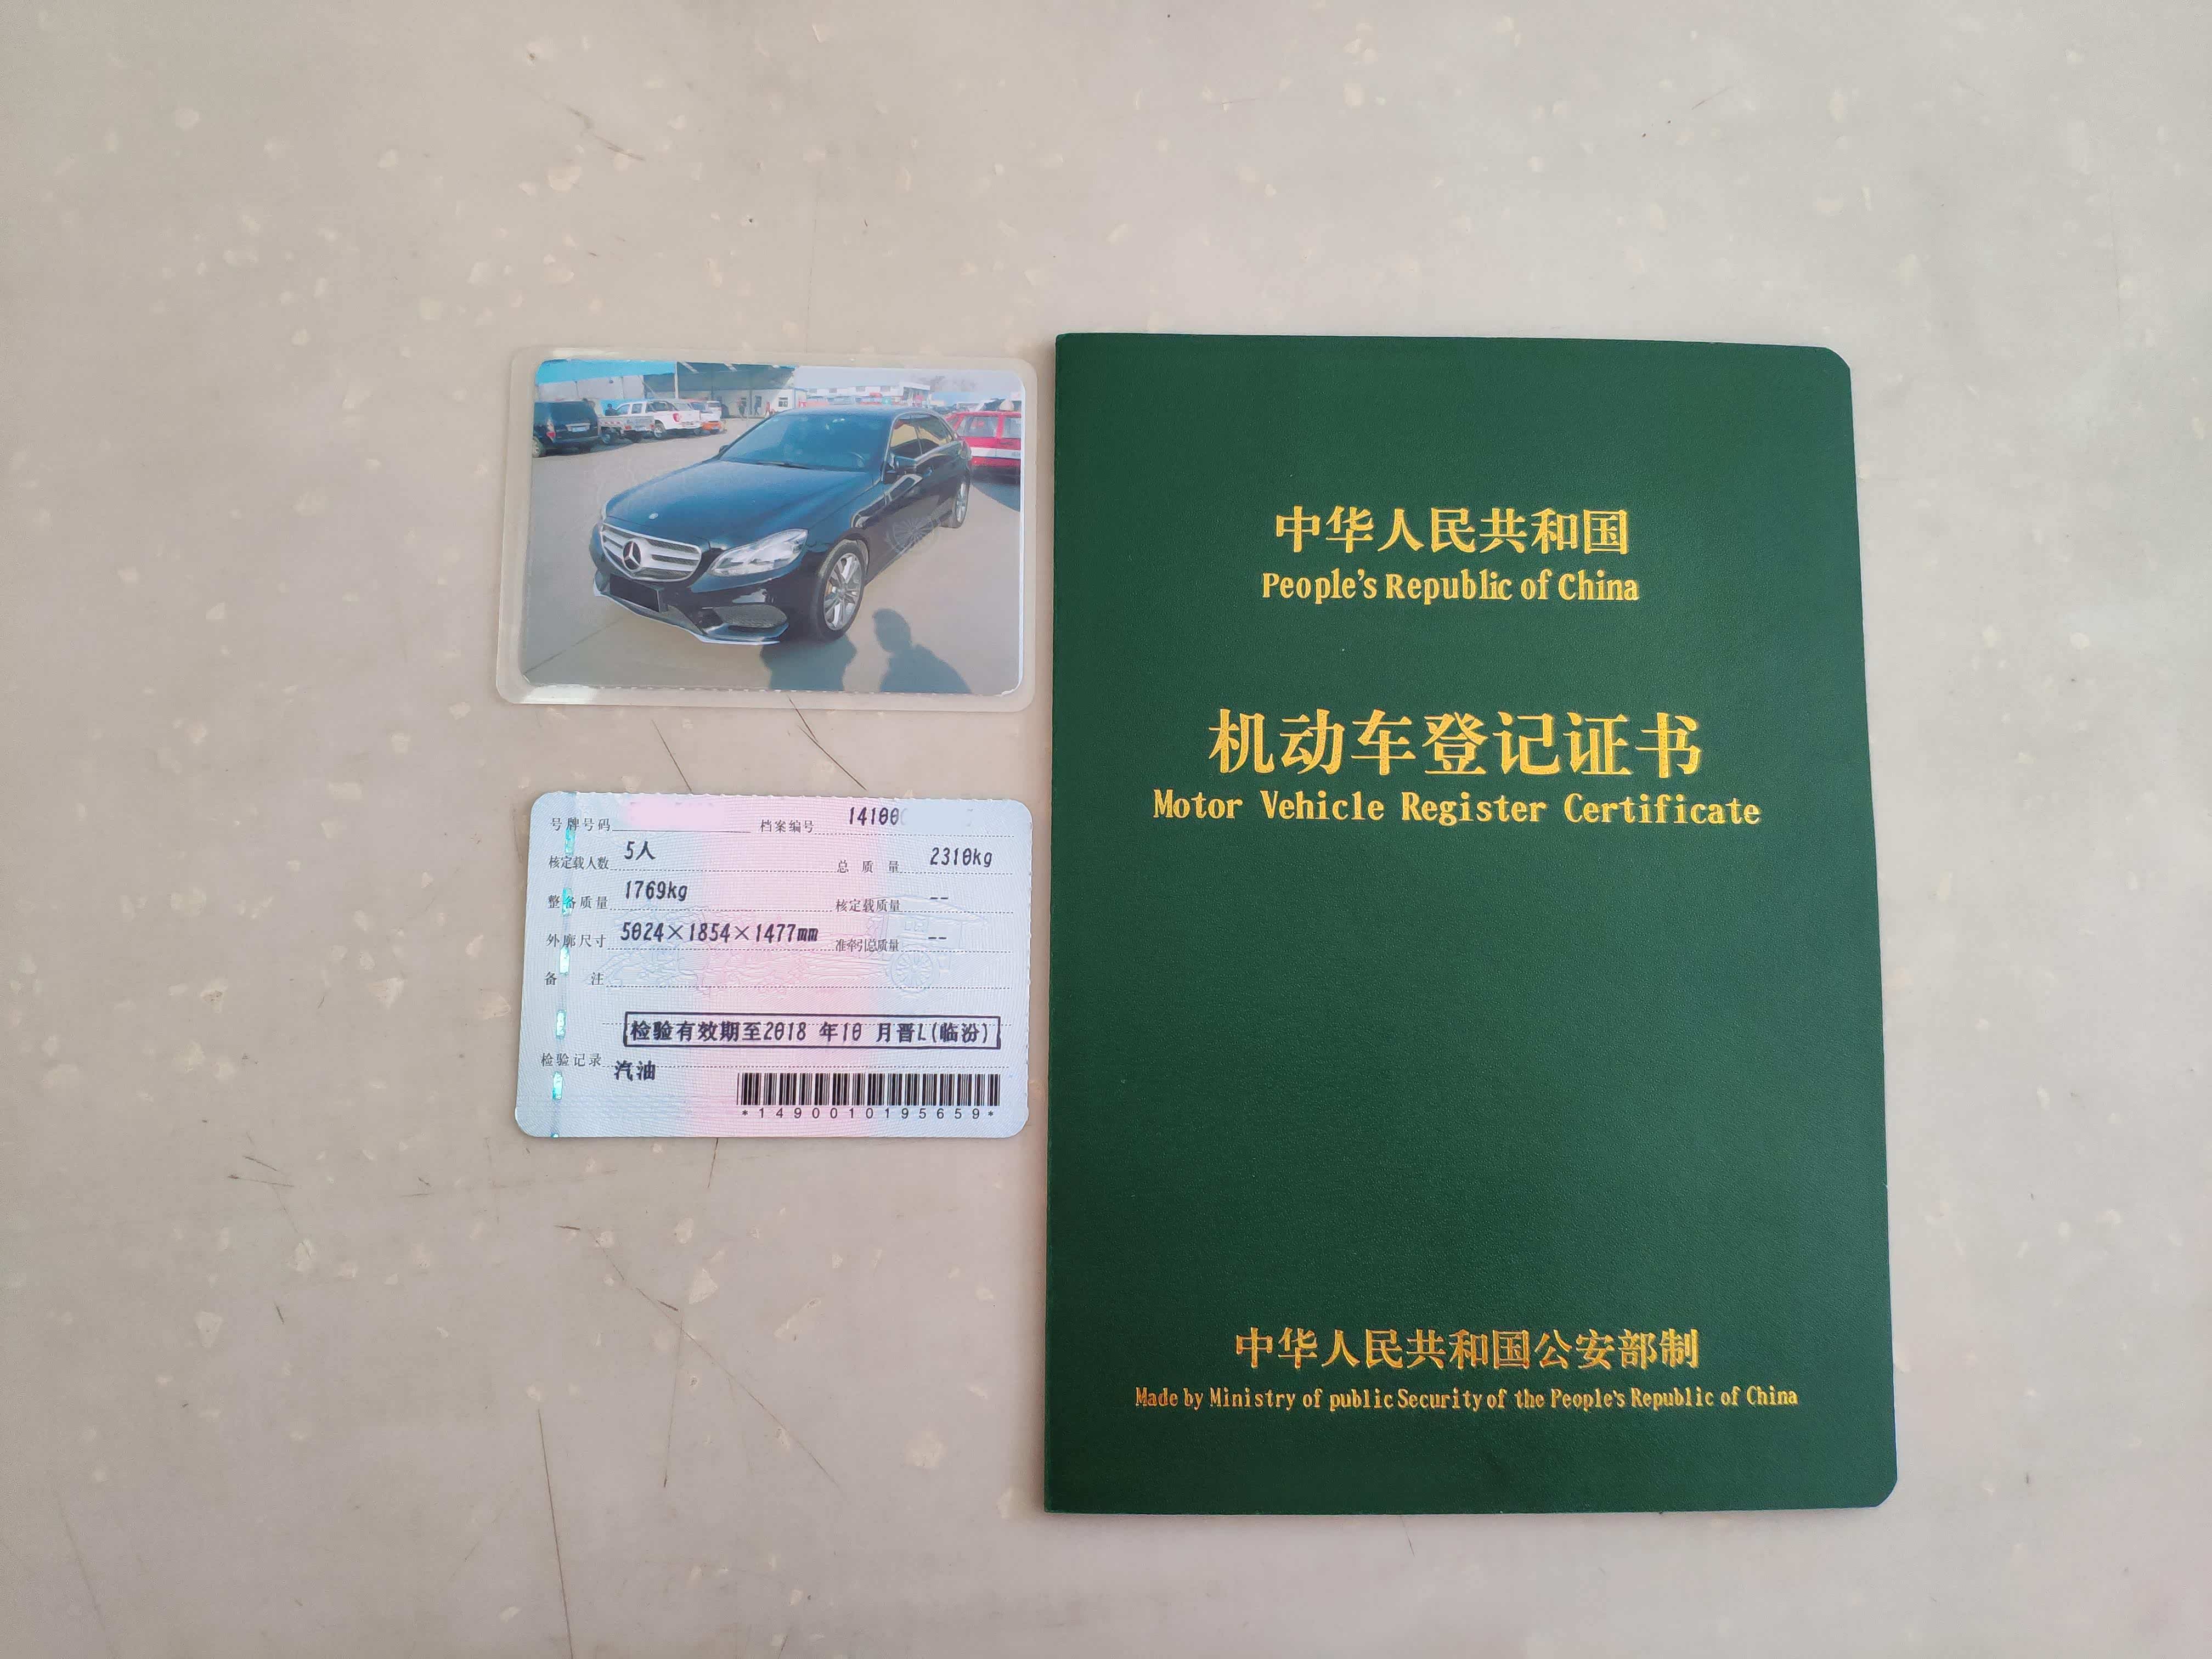 号牌号码 档案编号 14100
核定载人数 5人 总质量 2310kg
整备质量 1769kg 核定载质量 --
外廓尺寸 5024×1854×1477mm 准牵引总质量 --
备注
检验有效期至2018 年10 月晋L(临汾)
检验记录 汽油
*1490010195659*
中华人民共和国
People's Republic of China
机动车登记证书
Motor Vehicle Register Certificate
中华人民共和国公安部制
Made by Ministry of public Security of the People's Republic of China